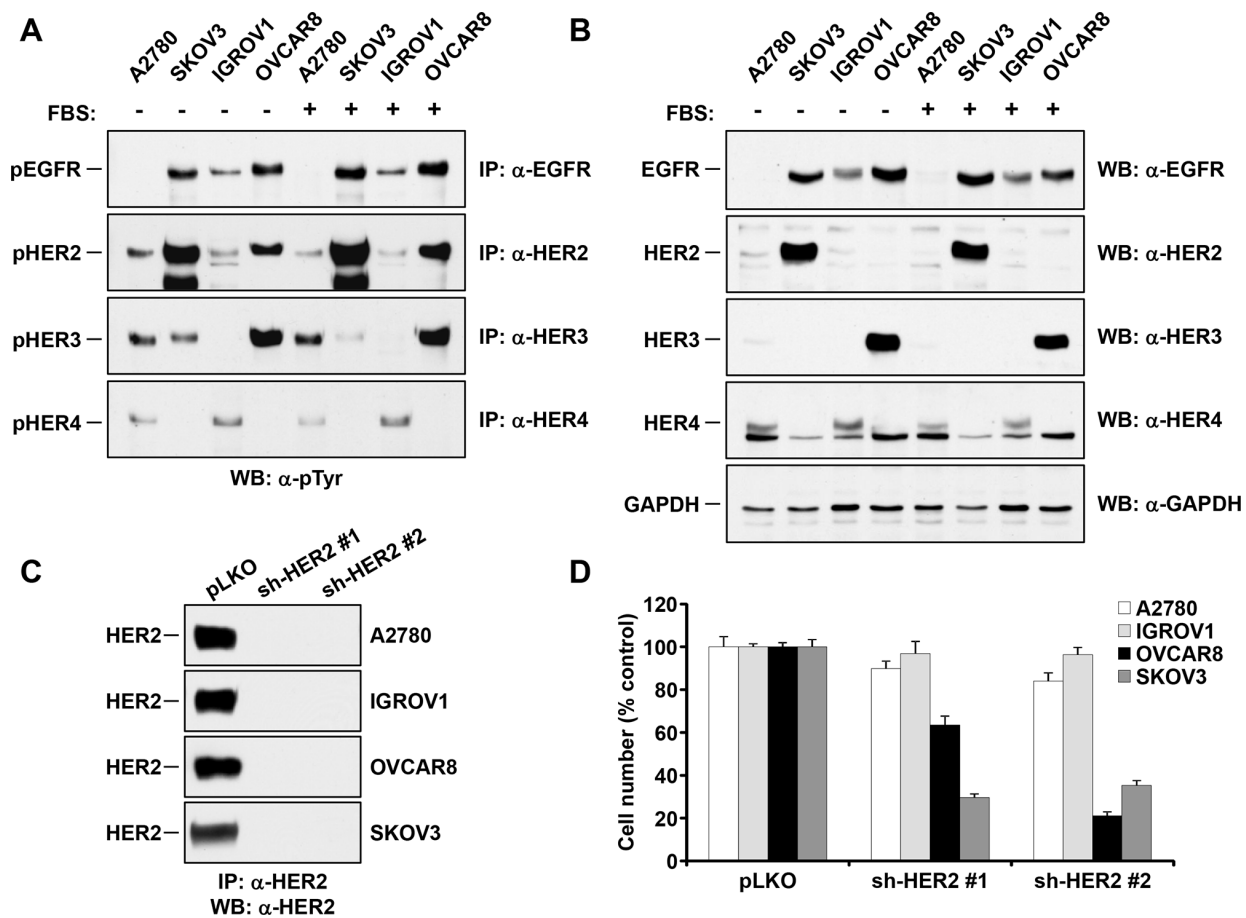 A
A2780 SKOV3 IGROV1 OVCAR8 A2780 SKOV3 IGROV1 OVCAR8
FBS: - - - - + + + +
pEGFR IP: α-EGFR
pHER2 IP: α-HER2
pHER3 IP: α-HER3
pHER4 IP: α-HER4
WB: α-pTyr
B
A2780 SKOV3 IGROV1 OVCAR8 A2780 SKOV3 IGROV1 OVCAR8
FBS: - - - - + + + +
EGFR WB: α-EGFR
HER2 WB: α-HER2
HER3 WB: α-HER3
HER4 WB: α-HER4
GAPDH WB: α-GAPDH
C
pLKO sh-HER2 #1 sh-HER2 #2
HER2 A2780
HER2 IGROV1
HER2 OVCAR8
HER2 SKOV3
IP: α-HER2
WB: α-HER2
D
Cell number (% control)
120
100
80
60
40
20
0
A2780
IGROV1
OVCAR8
SKOV3
pLKO sh-HER2 #1 sh-HER2 #2